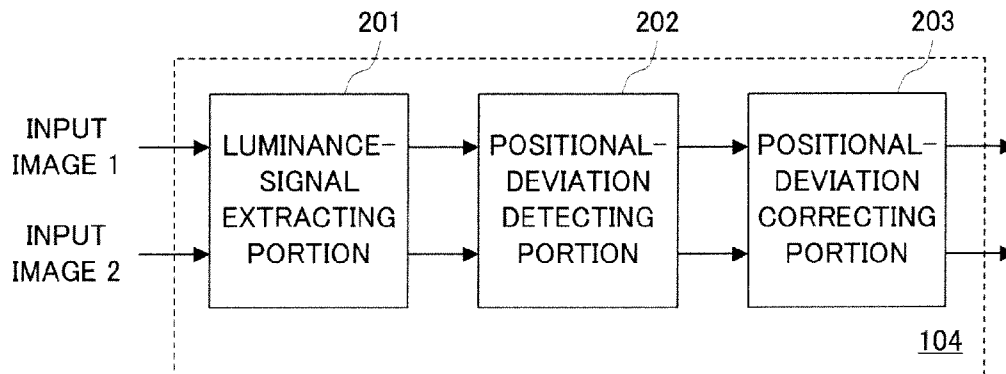 201
202
203
INPUT
IMAGE 1
INPUT
IMAGE 2
LUMINANCE-
SIGNAL
EXTRACTING
PORTION
POSITIONAL-
DEVIATION
DETECTING
PORTION
POSITIONAL-
DEVIATION
CORRECTING
PORTION
104